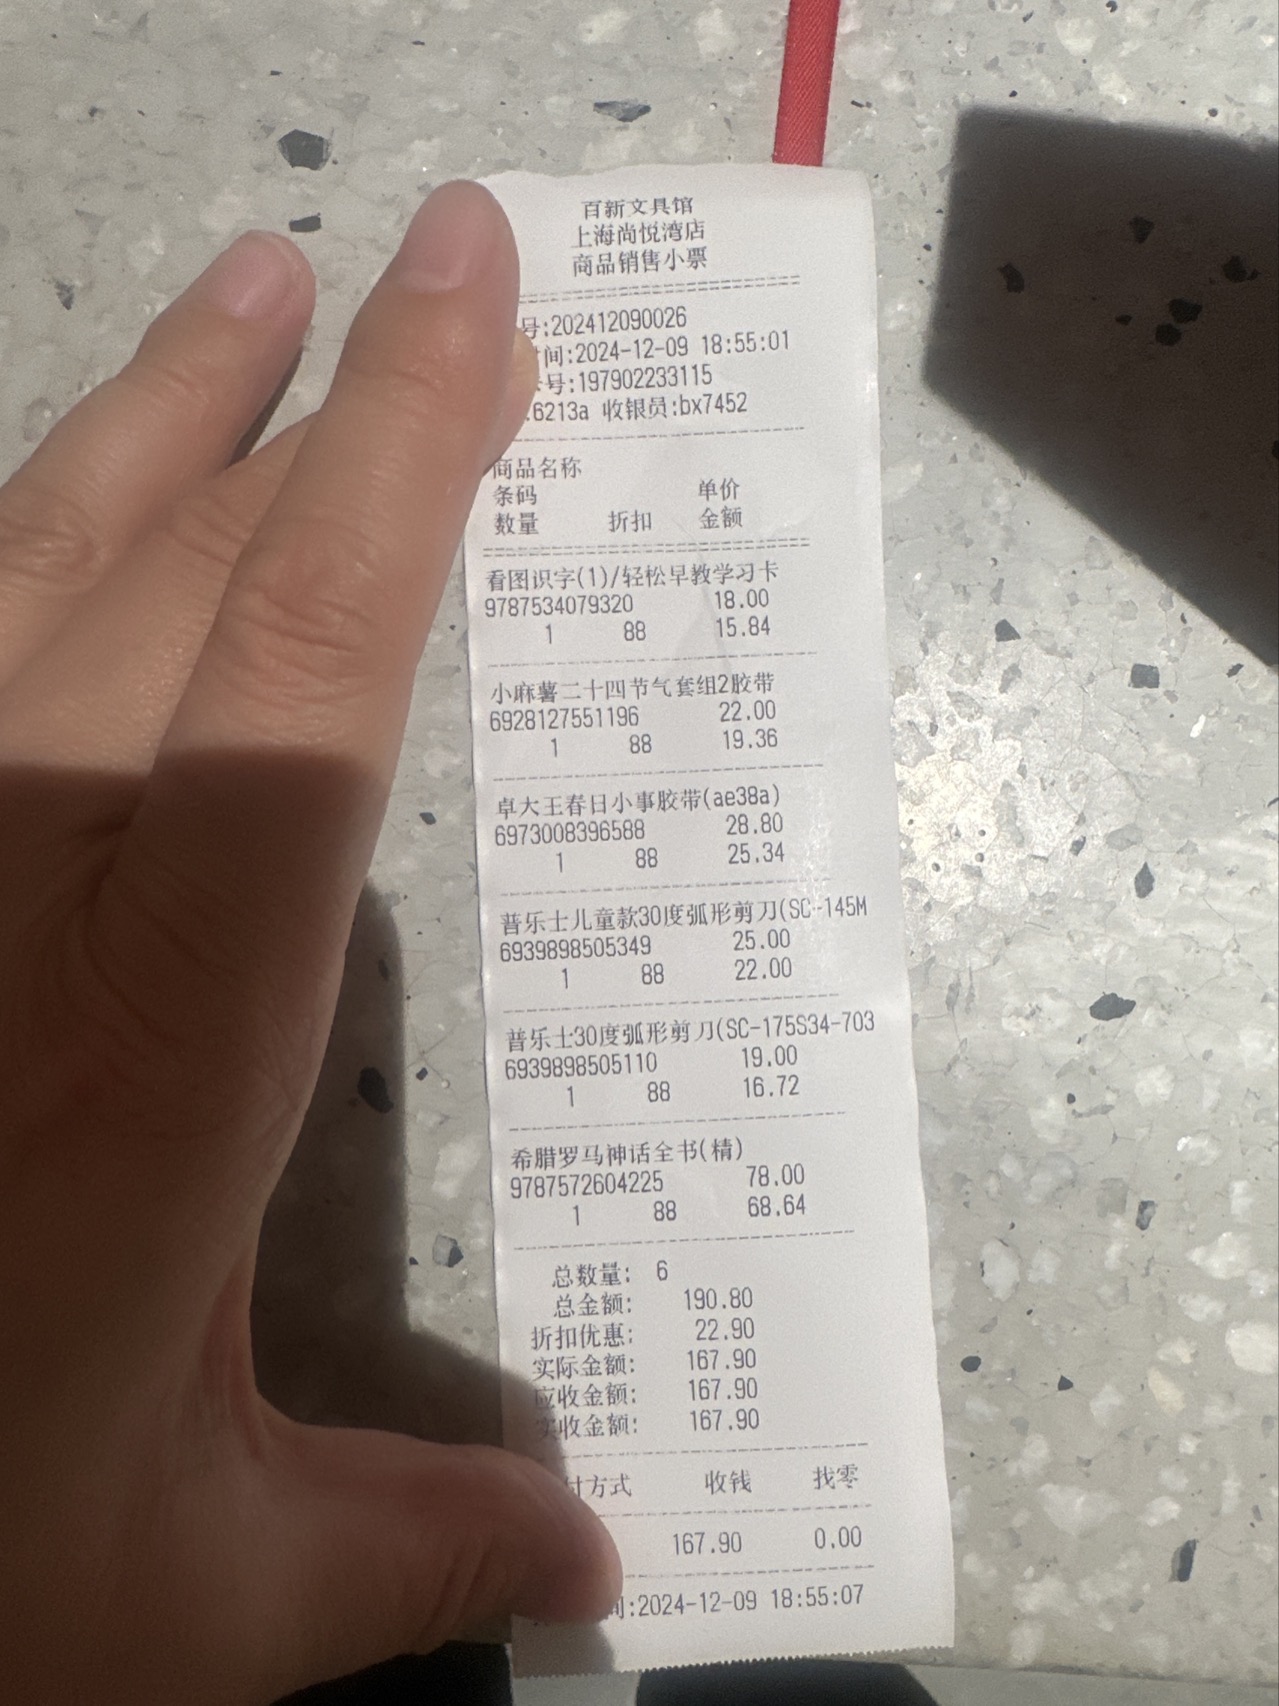 百新文具馆
上海尚悦湾店
商品销售小票
号:202412090026
间:2024-12-09 18:55:01
号:197902233115
.6213a 收银员:bx7452
商品名称
条码 单价
数量 折扣 金额
看图识字(1)/轻松早教学习卡
9787534079320 18.00
1 88 15.84
小麻薯二十四节气套组2胶带
6928127551196 22.00
1 88 19.36
卓大王春日小事胶带(ae38a)
6973008396588 28.80
1 88 25.34
普乐士儿童款30度弧形剪刀(SC-145M
6939898505349 25.00
1 88 22.00
普乐士30度弧形剪刀(SC-175S34-703
6939898505110 19.00
1 88 16.72
希腊罗马神话全书(精)
9787572604225 78.00
1 88 68.64
总数量: 6
总金额: 190.80
折扣优惠: 22.90
实际金额: 167.90
应收金额: 167.90
实收金额: 167.90
付方式 收钱 找零
167.90 0.00
间:2024-12-09 18:55:07